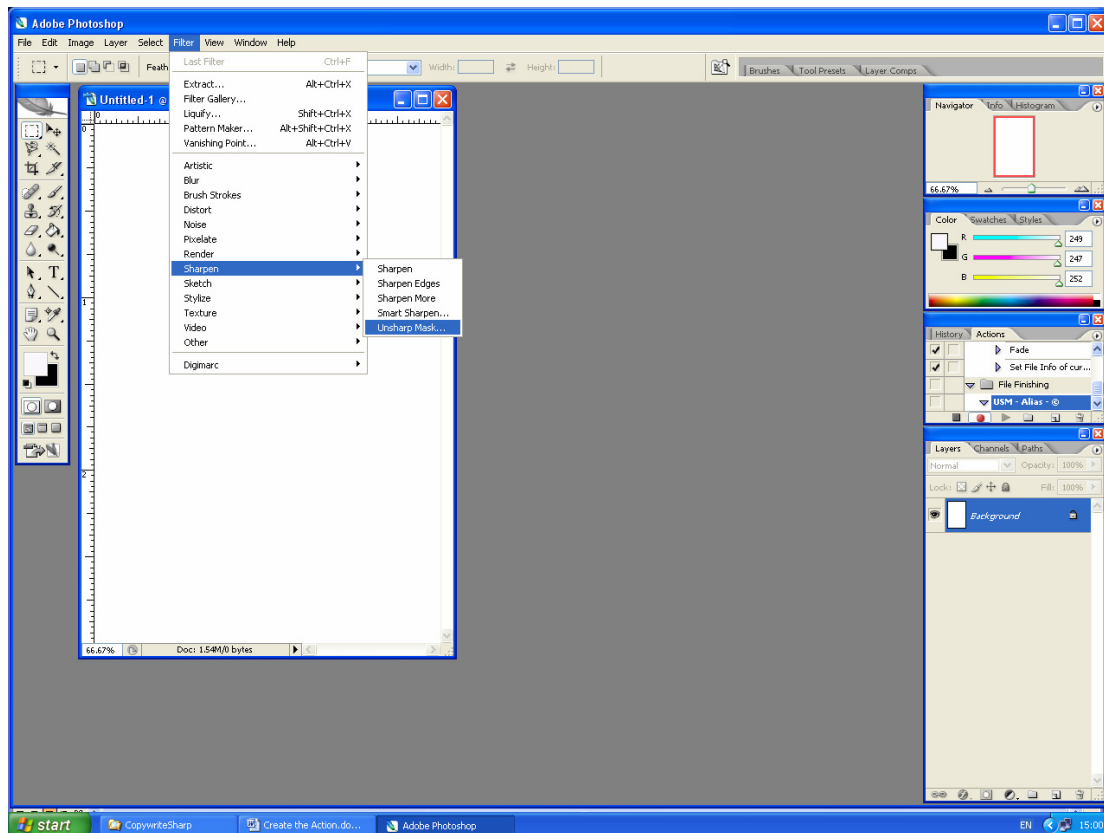 Adobe Photoshop
File Edit Image Layer Select Filter View Window Help
Feath
Width:
Height:
Brushes Tool Presets Layer Comps
Untitled-1 @
Last Filter Ctrl+F
Extract... Alt+Ctrl+X
Filter Gallery...
Liquify... Shift+Ctrl+X
Pattern Maker... Alt+Shift+Ctrl+X
Vanishing Point... Alt+Ctrl+V
Artistic
Blur
Brush Strokes
Distort
Noise
Pixelate
Render
Sharpen
Sketch
Stylize
Texture
Video
Other
Digimarc
Sharpen
Sharpen Edges
Sharpen More
Smart Sharpen...
Unsharp Mask...
0
0
1
2
66.67% Doc: 1.54M/0 bytes
Navigator Info Histogram
66.67%
Color Swatches Styles
R 249
G 247
B 252
History Actions
Fade
Set File Info of cur...
File Finishing
USM - Alias - ©
Layers Channels Paths
Normal Opacity: 100%
Lock: Fill: 100%
Background
start CopywriteSharp Create the Action.do... Adobe Photoshop EN 15:00